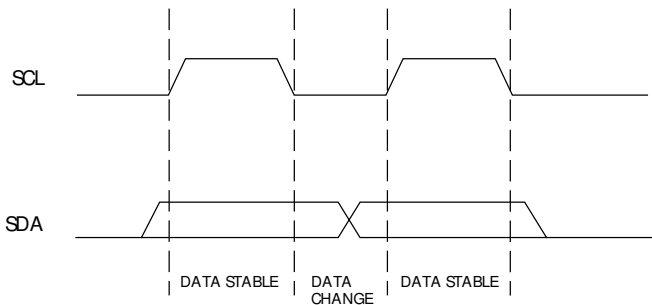 SCL
SDA
DATA STABLE
DATA
CHANGE
DATA STABLE